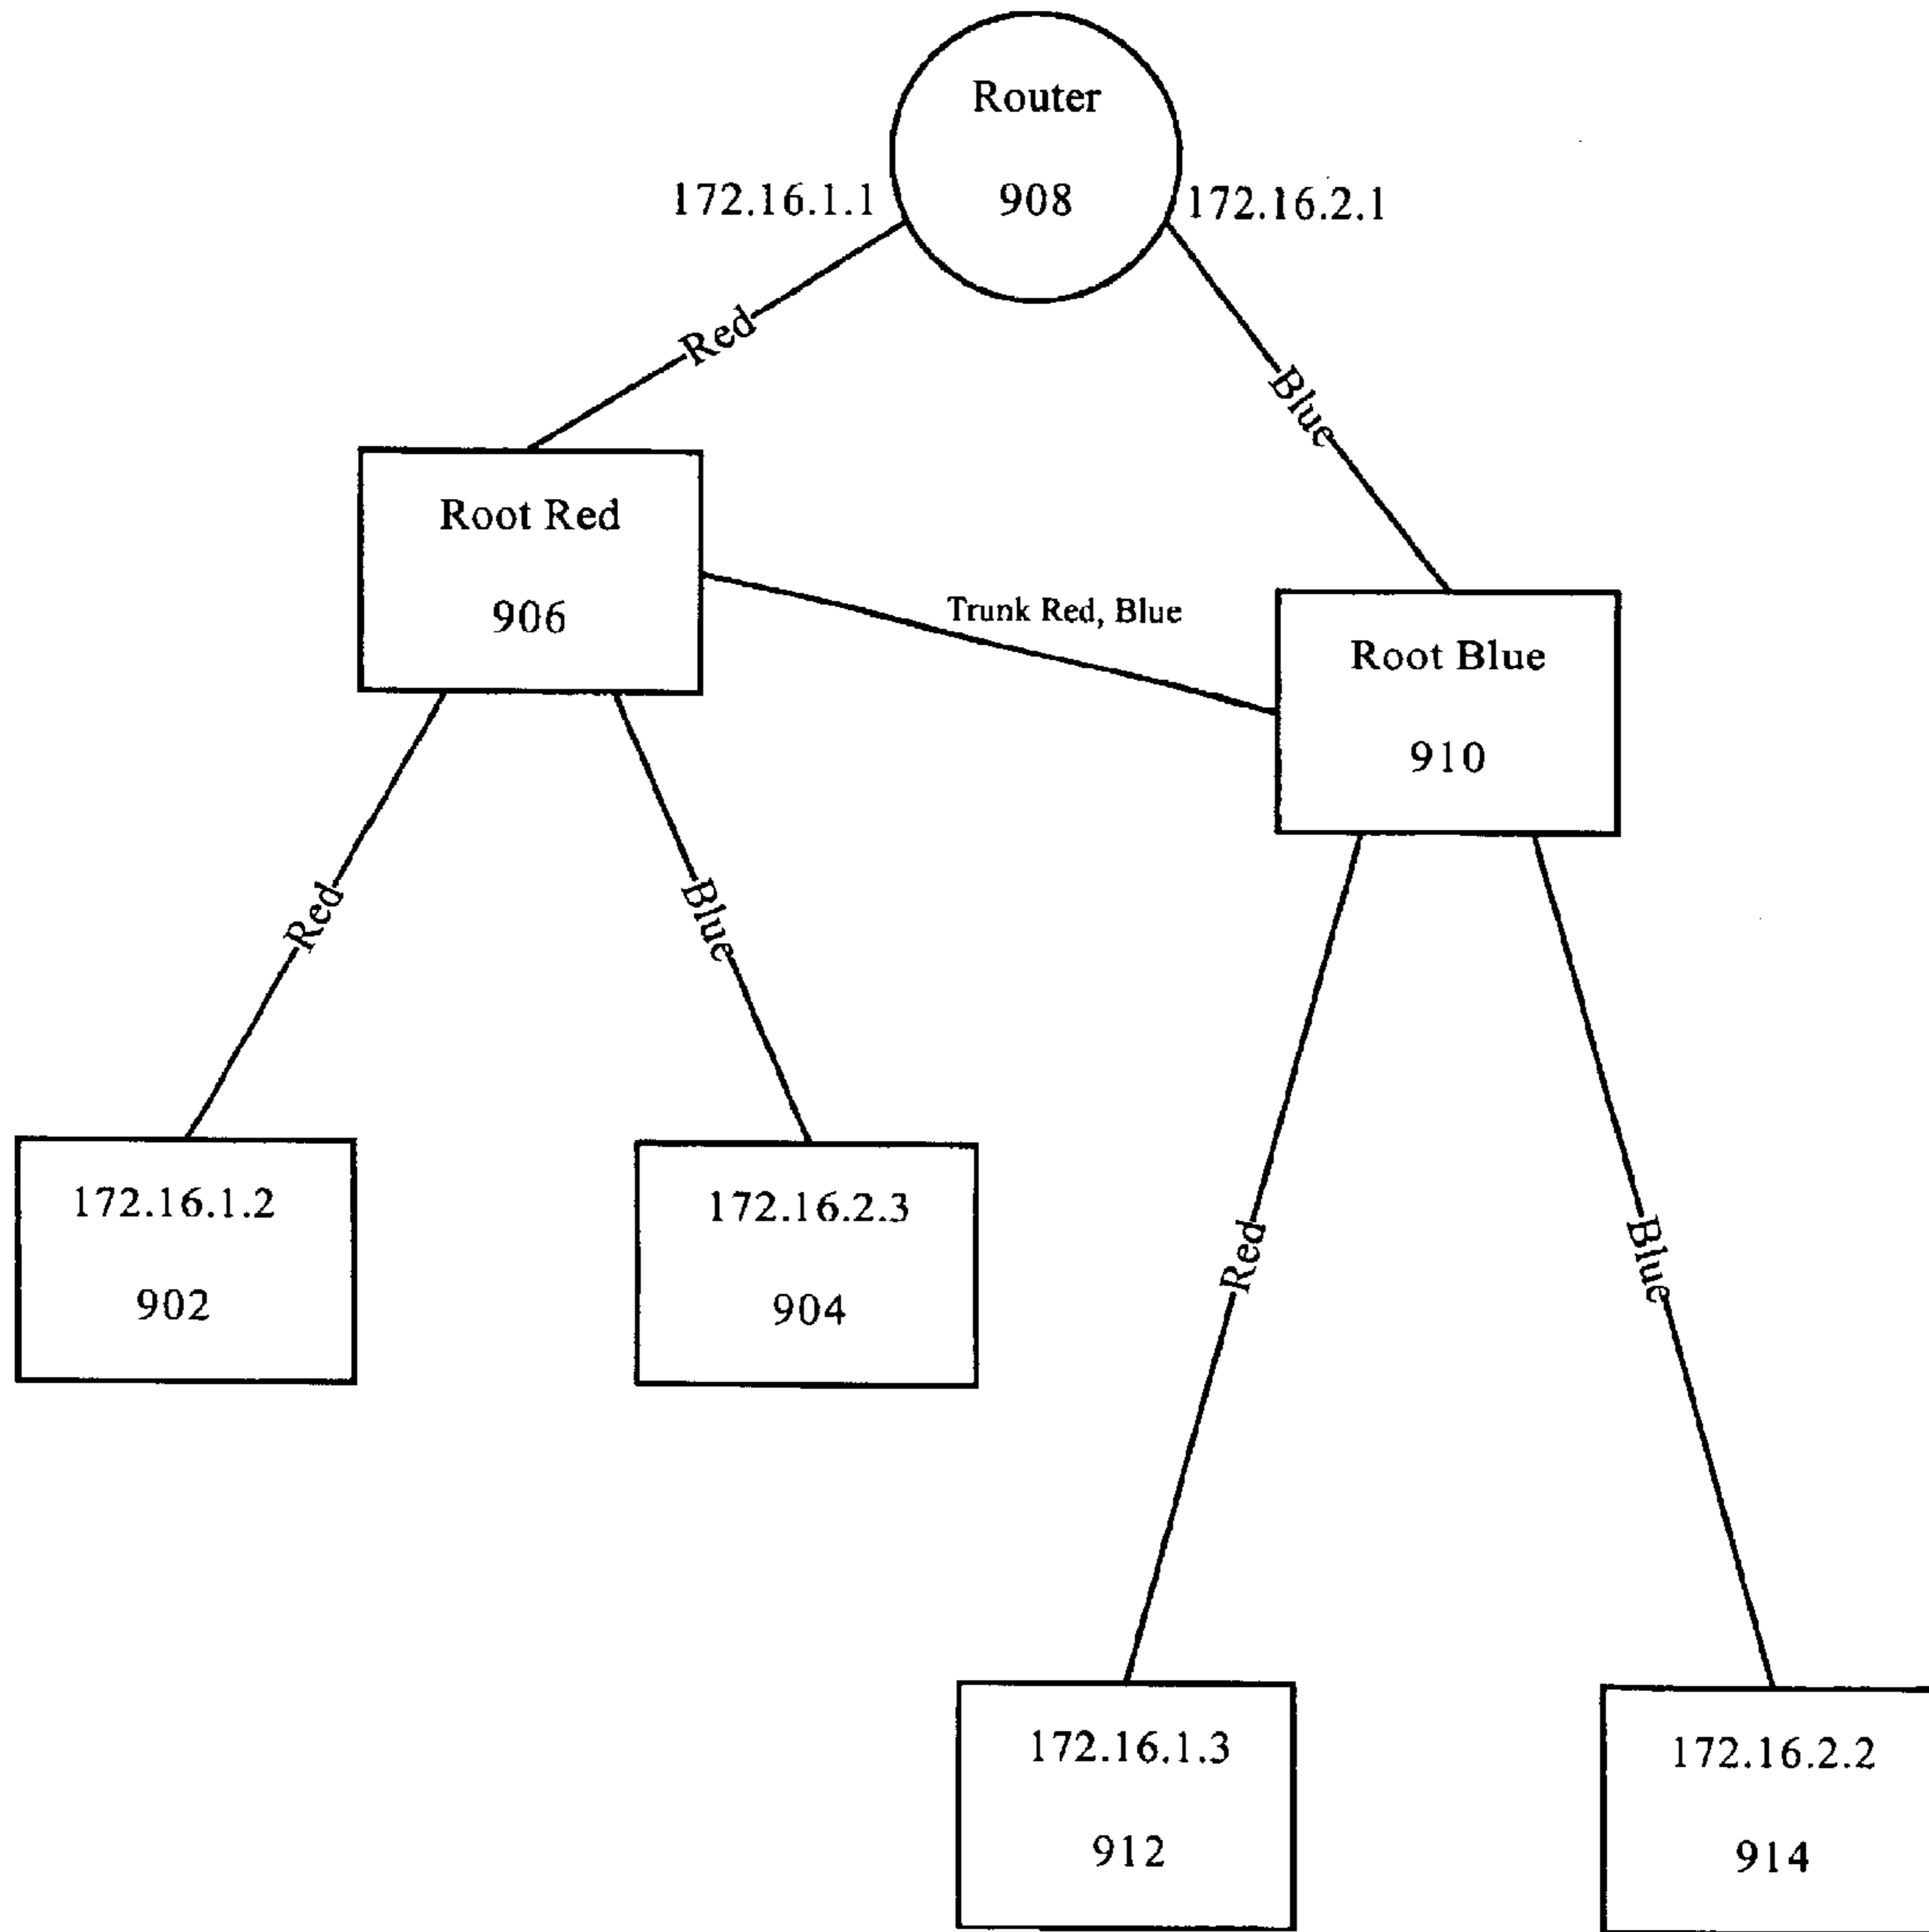 Router
908
172.16.1.1
172.16.2.1
Red
Blue
Root Red
906
Trunk Red, Blue
Root Blue
910
Red
Blue
172.16.1.2
902
172.16.2.3
904
Red
Blue
172.16.1.3
912
172.16.2.2
914